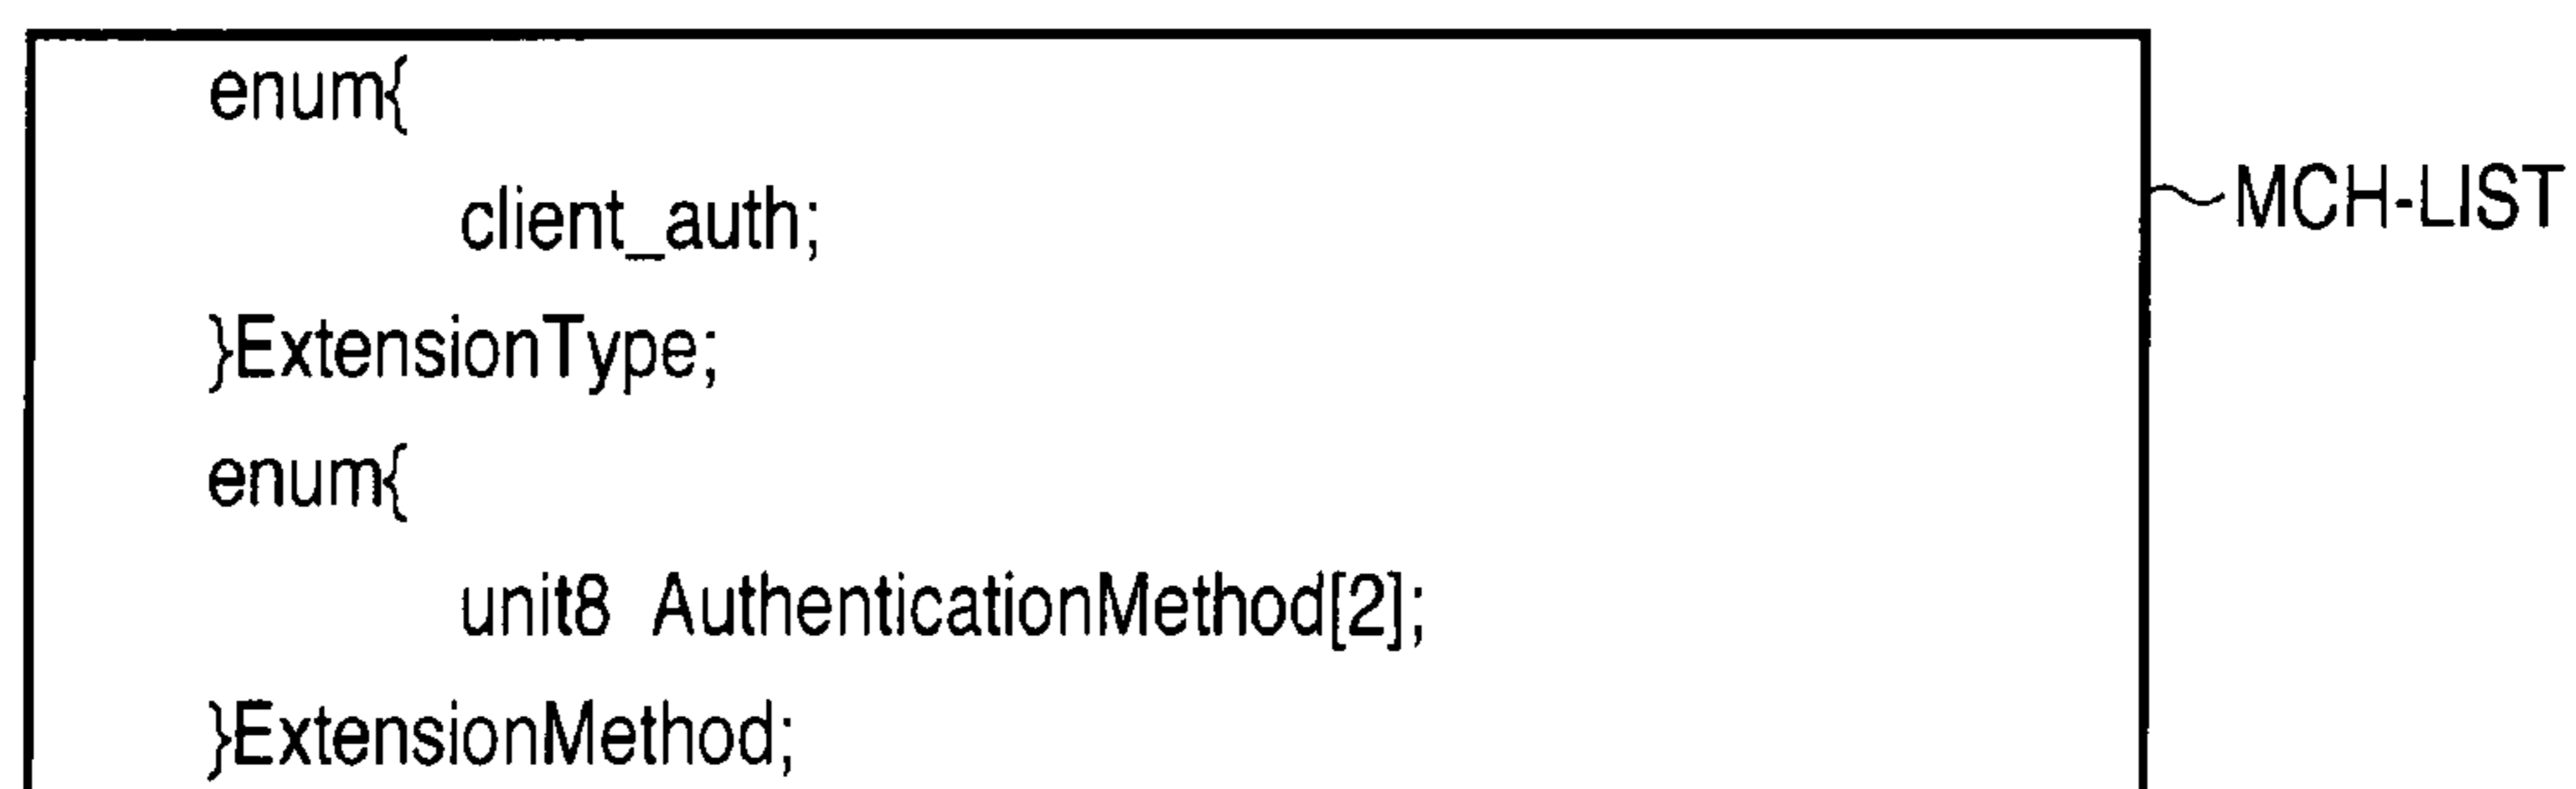 enum{
client_auth;
MCH-LIST
}ExtensionType;
enum{
unit8 AuthenticationMethod[2];
}ExtensionMethod;